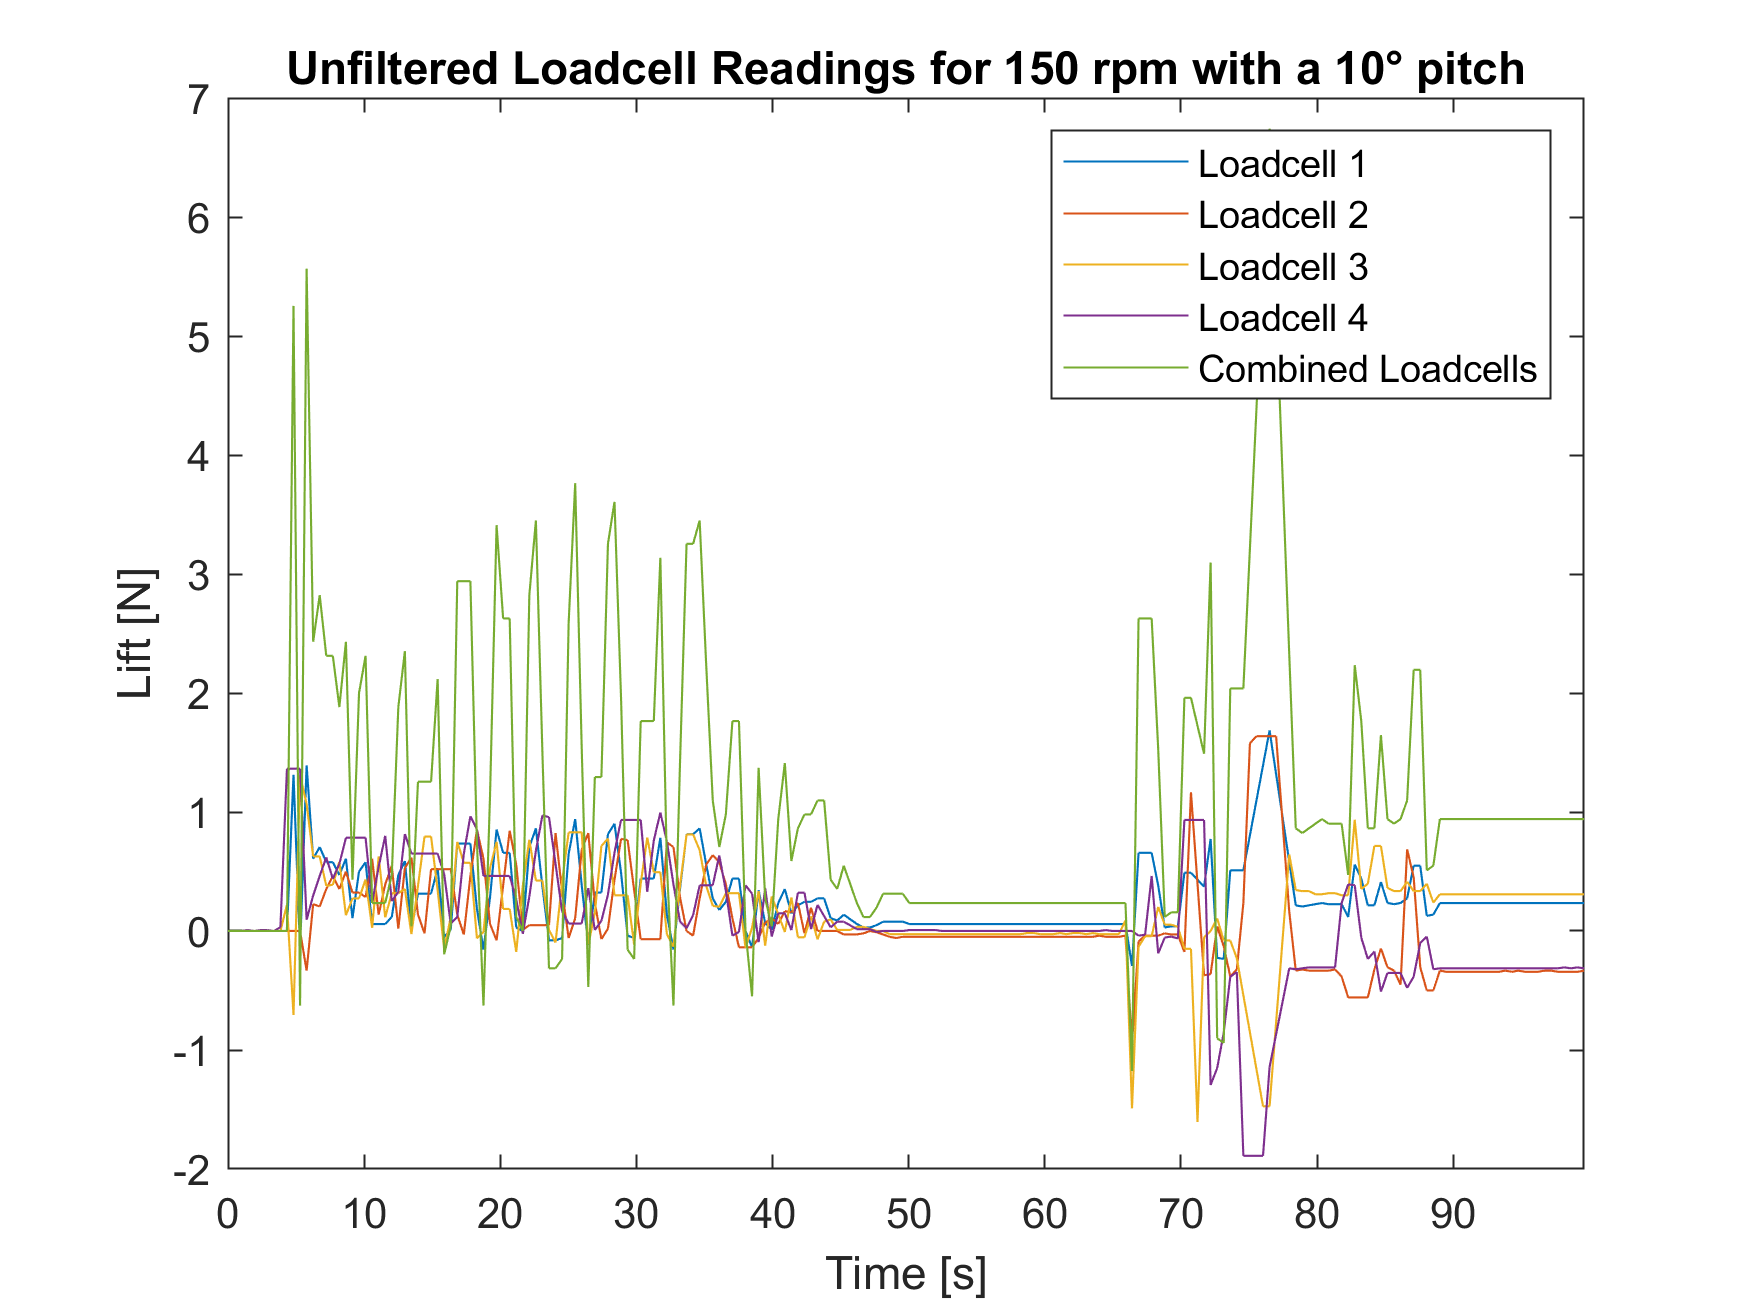 Unfiltered Loadcell Readings for 150 rpm with a 10° pitch
7
6
5
4
3
2
1
0
-1
-2
Lift [N]
Loadcell 1
Loadcell 2
Loadcell 3
Loadcell 4
Combined Loadcells
0 10 20 30 40 50 60 70 80 90
Time [s]